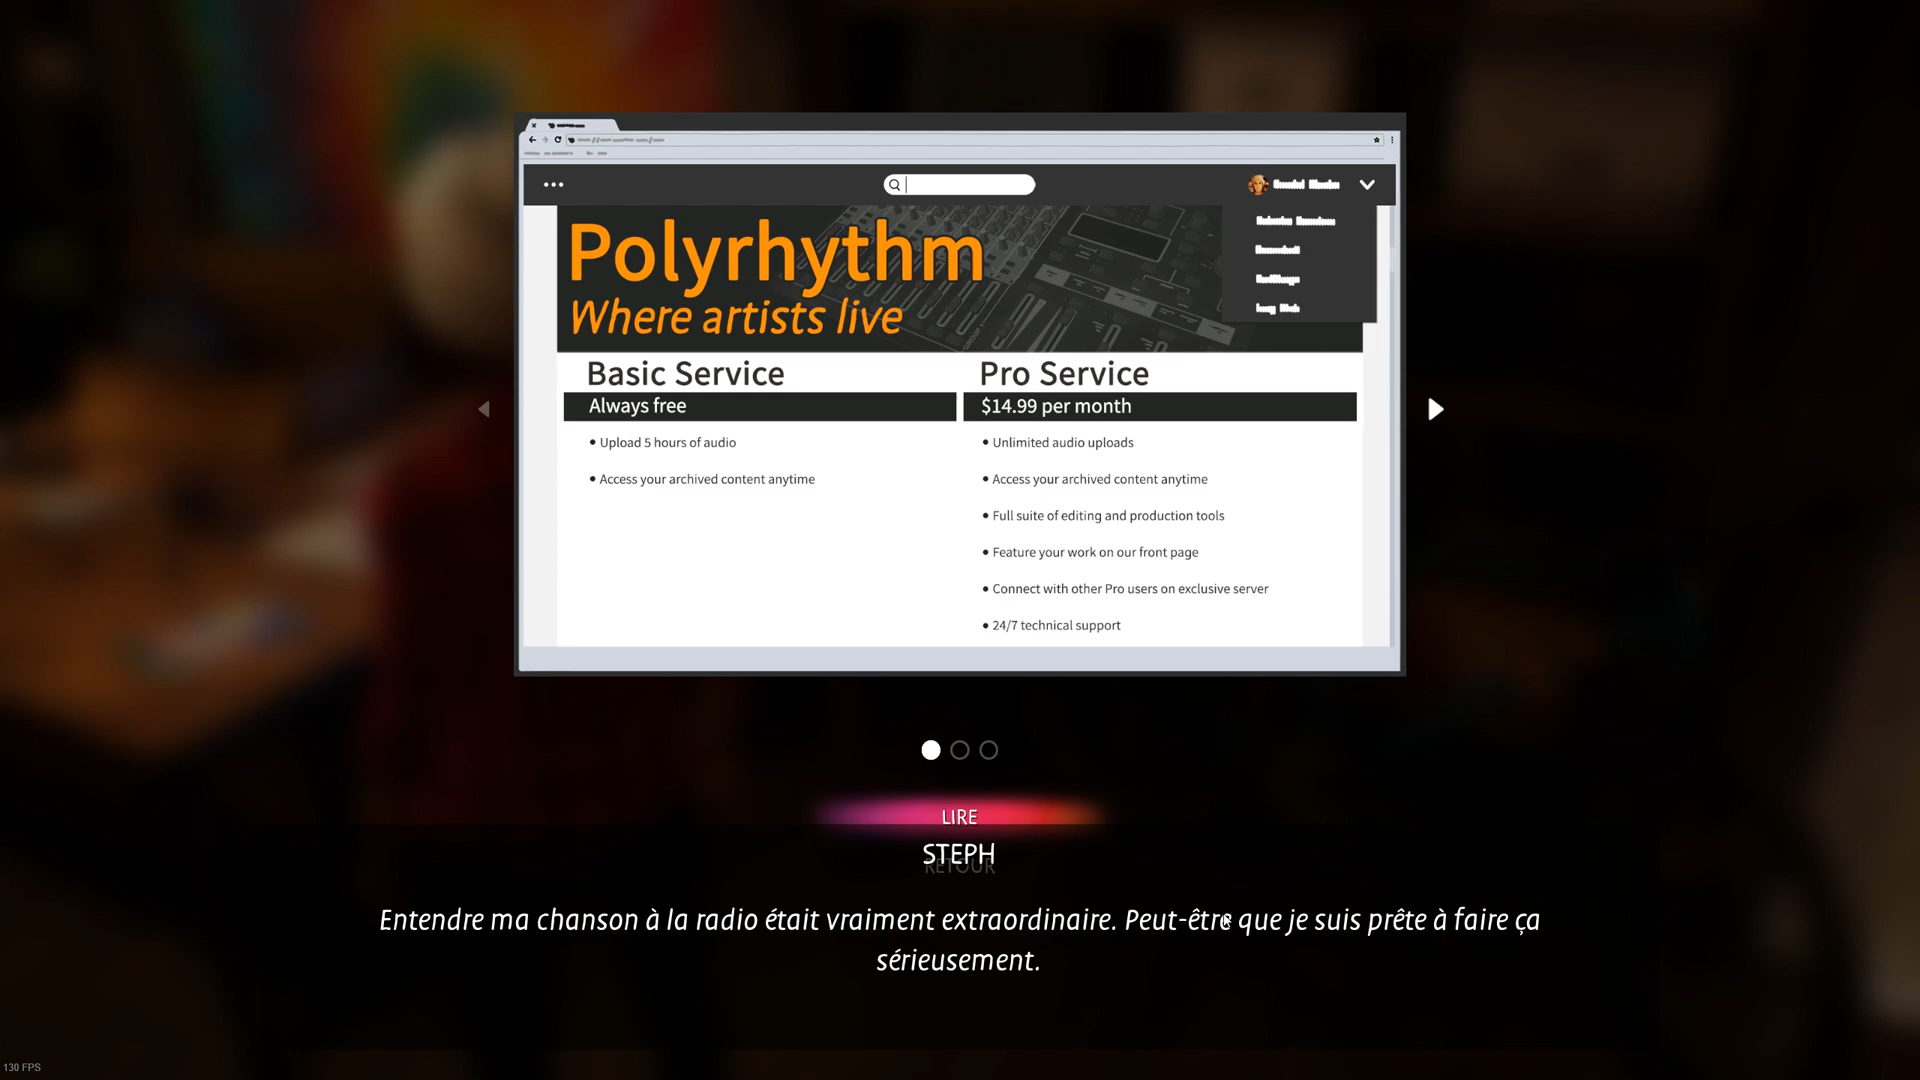 Polyrhythm
Where artists live
Basic Service
Always free
• Upload 5 hours of audio
• Access your archived content anytime
Pro Service
$14.99 per month
• Unlimited audio uploads
• Access your archived content anytime
• Full suite of editing and production tools
• Feature your work on our front page
• Connect with other Pro users on exclusive server
• 24/7 technical support
LIRE
STEPH
RETOUR
Entendre ma chanson à la radio était vraiment extraordinaire. Peut-être que je suis prête à faire ça
sérieusement.
130 FPS